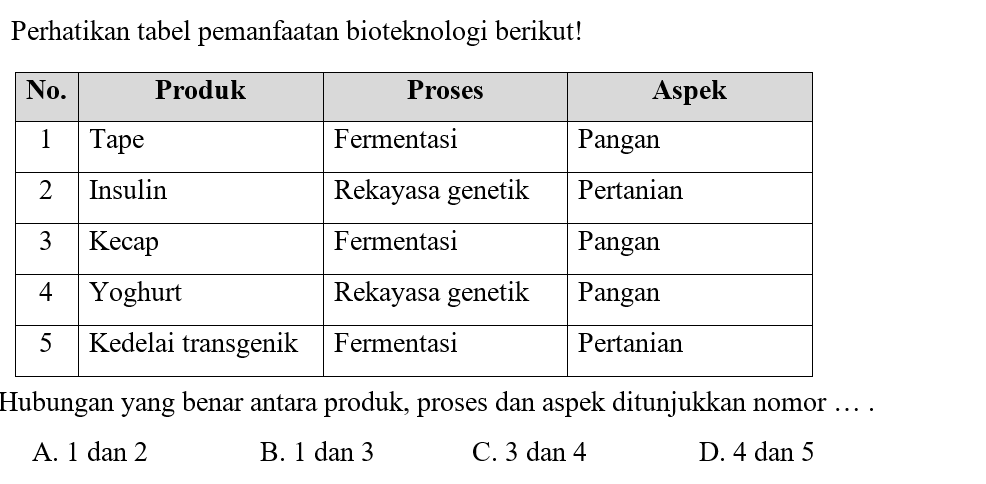 Perhatikan tabel pemanfaatan bioteknologi berikut!
No. Produk Proses Aspek
1 Tape Fermentasi Pangan
2 Insulin Rekayasa genetik Pertanian
3 Kecap Fermentasi Pangan
4 Yoghurt Rekayasa genetik Pangan
5 Kedelai transgenik Fermentasi Pertanian
Hubungan yang benar antara produk, proses dan aspek ditunjukkan nomor … .
A. 1 dan 2 B. 1 dan 3 C. 3 dan 4 D. 4 dan 5